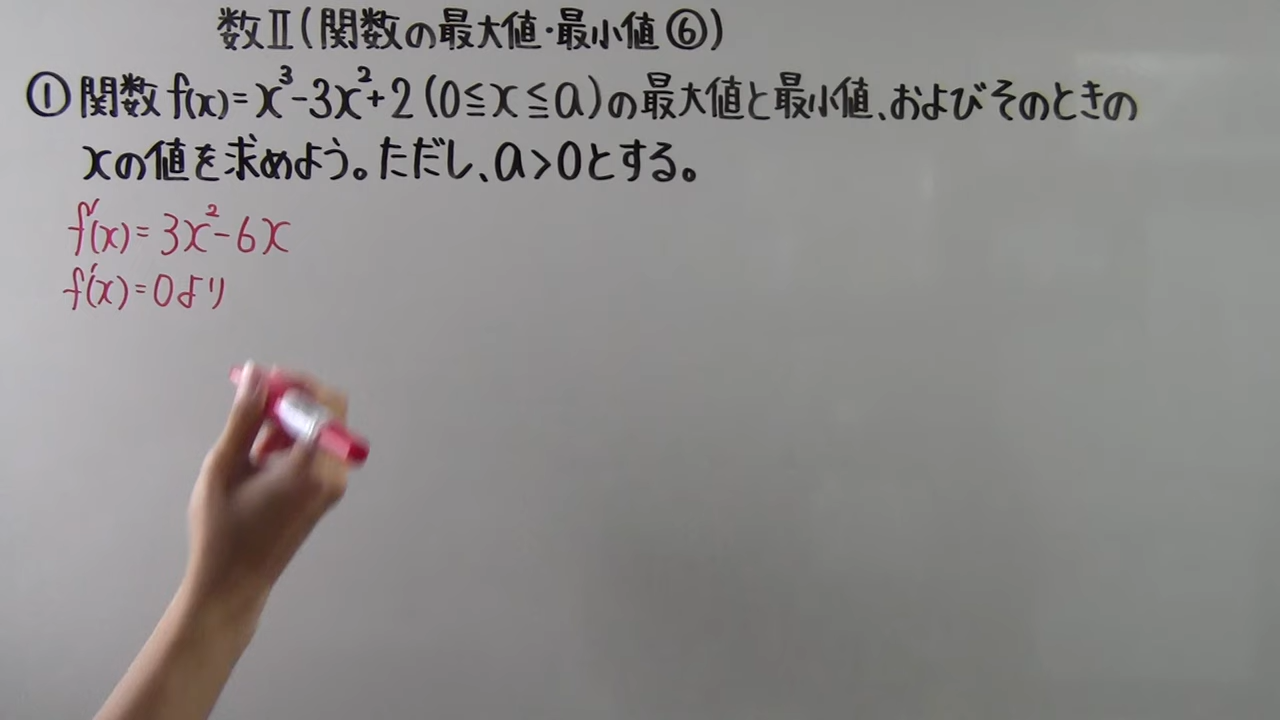 数Ⅱ(関数の最大値・最小値⑥)
①関数f(x)=x³-3x²+2(0≦x≦a)の最大値と最小値、およびそのときの
xの値を求めよう。ただし、a>0とする。
f'(x)=3x²-6x
f'(x)=0より